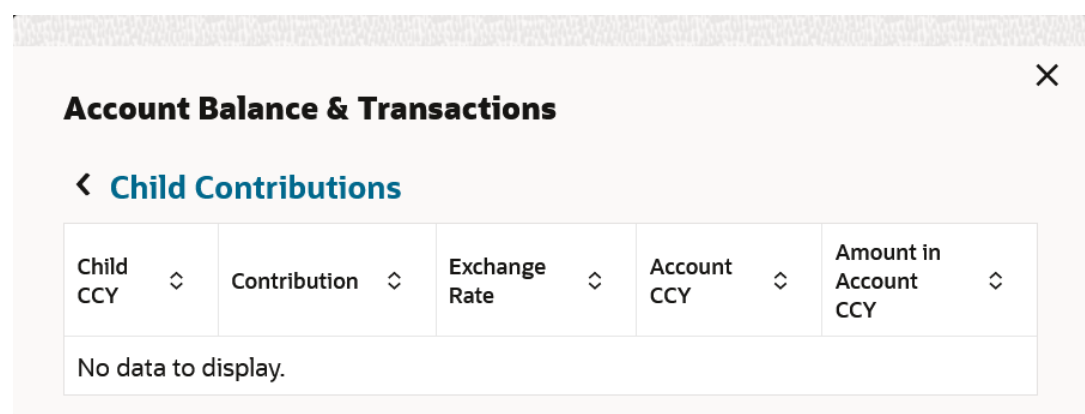 Account Balance & Transactions
Child Contributions
Child
CCY
Contribution
Exchange
Rate
Account
CCY
Amount in
Account
CCY
No data to display.